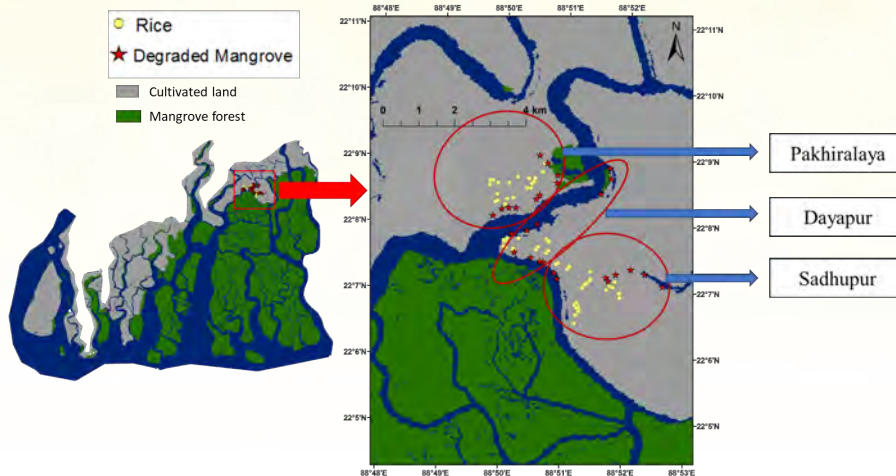 Rice
Degraded Mangrove
Cultivated land
Mangrove forest
88°48'E 88°49'E 88°50'E 88°51'E 88°52'E 88°53'E
22°11'N
22°11'N
N
22°10'N
22°10'N
0 1 2 4 km
22°9'N
22°9'N
Pakhiralaya
22°8'N
22°8'N
Dayapur
22°7'N
22°7'N
Sadhupur
22°6'N
22°6'N
22°5'N
22°5'N
88°48'E 88°49'E 88°50'E 88°51'E 88°52'E 88°53'E